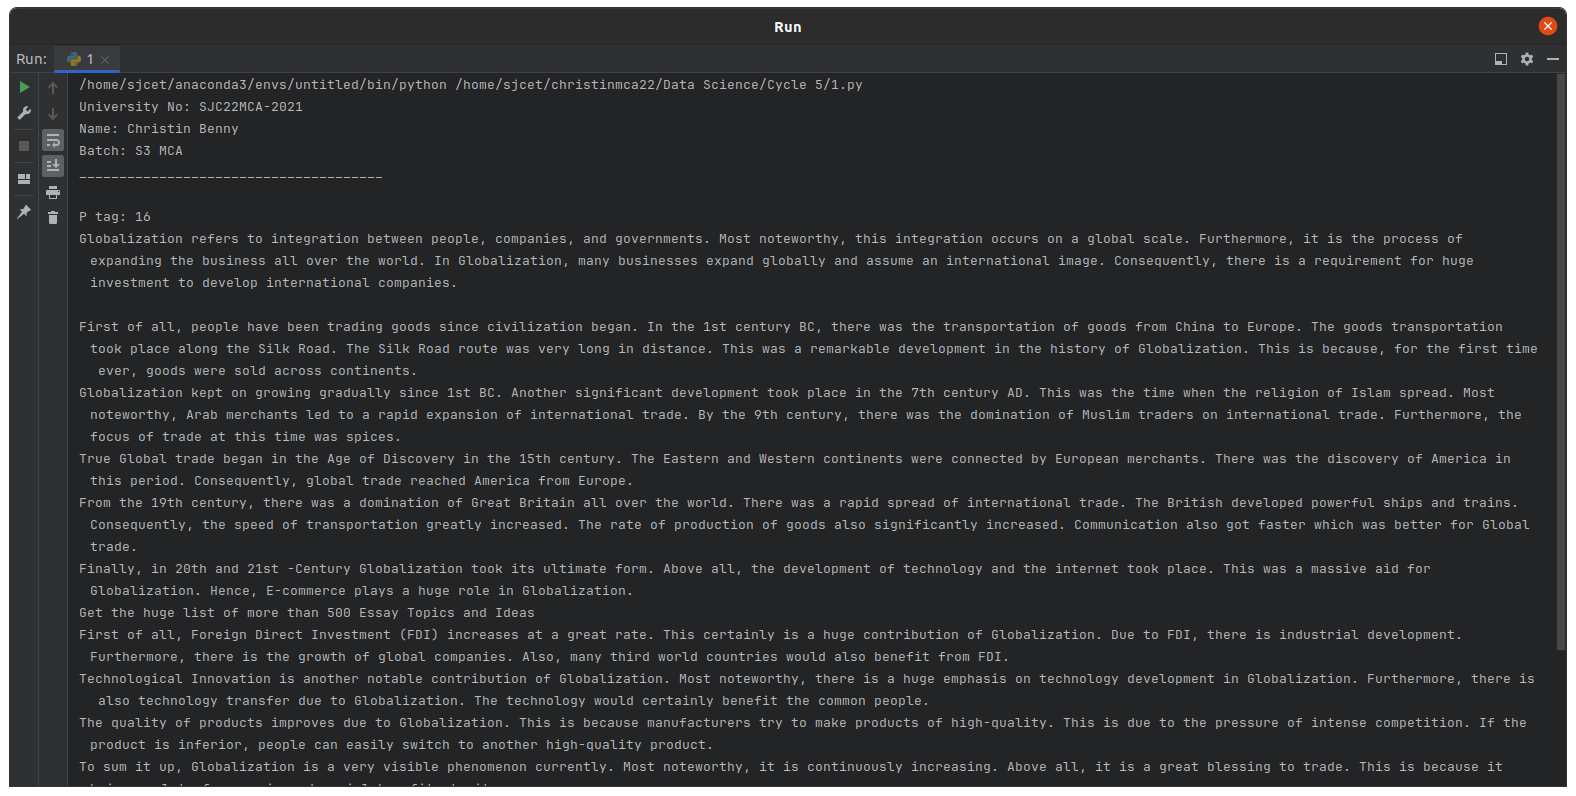 Run
Run:
1
/home/sjcet/anaconda3/envs/untitled/bin/python /home/sjcet/christinmca22/Data Science/Cycle 5/1.py
University No: SJC22MCA-2021
Name: Christin Benny
Batch: S3 MCA
--------------------------------------
P tag: 16
Globalization refers to integration between people, companies, and governments. Most noteworthy, this integration occurs on a global scale. Furthermore, it is the process of
expanding the business all over the world. In Globalization, many businesses expand globally and assume an international image. Consequently, there is a requirement for huge
investment to develop international companies.
First of all, people have been trading goods since civilization began. In the 1st century BC, there was the transportation of goods from China to Europe. The goods transportation
took place along the Silk Road. The Silk Road route was very long in distance. This was a remarkable development in the history of Globalization. This is because, for the first time
ever, goods were sold across continents.
Globalization kept on growing gradually since 1st BC. Another significant development took place in the 7th century AD. This was the time when the religion of Islam spread. Most
noteworthy, Arab merchants led to a rapid expansion of international trade. By the 9th century, there was the domination of Muslim traders on international trade. Furthermore, the
focus of trade at this time was spices.
True Global trade began in the Age of Discovery in the 15th century. The Eastern and Western continents were connected by European merchants. There was the discovery of America in
this period. Consequently, global trade reached America from Europe.
From the 19th century, there was a domination of Great Britain all over the world. There was a rapid spread of international trade. The British developed powerful ships and trains.
Consequently, the speed of transportation greatly increased. The rate of production of goods also significantly increased. Communication also got faster which was better for Global
trade.
Finally, in 20th and 21st -Century Globalization took its ultimate form. Above all, the development of technology and the internet took place. This was a massive aid for
Globalization. Hence, E-commerce plays a huge role in Globalization.
Get the huge list of more than 500 Essay Topics and Ideas
First of all, Foreign Direct Investment (FDI) increases at a great rate. This certainly is a huge contribution of Globalization. Due to FDI, there is industrial development.
Furthermore, there is the growth of global companies. Also, many third world countries would also benefit from FDI.
Technological Innovation is another notable contribution of Globalization. Most noteworthy, there is a huge emphasis on technology development in Globalization. Furthermore, there is
also technology transfer due to Globalization. The technology would certainly benefit the common people.
The quality of products improves due to Globalization. This is because manufacturers try to make products of high-quality. This is due to the pressure of intense competition. If the
product is inferior, people can easily switch to another high-quality product.
To sum it up, Globalization is a very visible phenomenon currently. Most noteworthy, it is continuously increasing. Above all, it is a great blessing to trade. This is because it